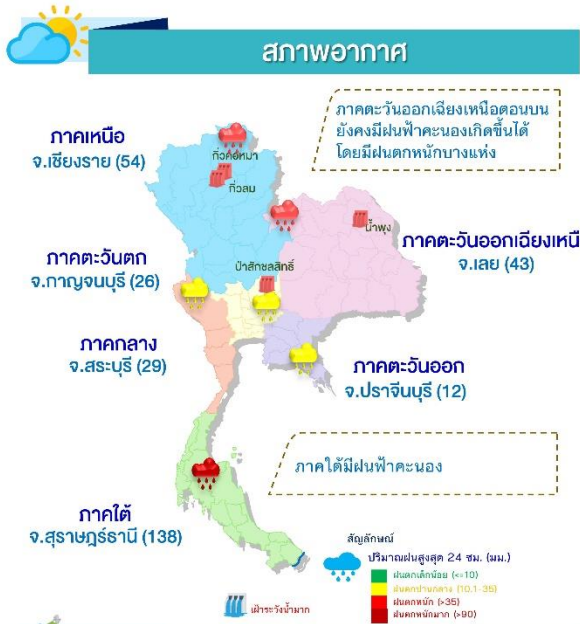 สภาพอากาศ
ภาคตะวันออกเฉียงเหนือตอนบน
ยังคงมีฝนฟ้าคะนองเกิดขึ้นได้
โดยมีฝนตกหนักบางแห่ง
ภาคเหนือ
จ.เชียงราย (54)
กิ่วคอหมา
กิ่วลม
น้ำพุง
ภาคตะวันออกเฉียงเหนื
จ.เลย (43)
ภาคตะวันตก
จ.กาญจนบุรี (26)
ป่าสักชลสิทธิ์
ภาคกลาง
จ.สระบุรี (29)
ภาคตะวันออก
จ.ปราจีนบุรี (12)
ภาคใต้มีฝนฟ้าคะนอง
ภาคใต้
จ.สุราษฎร์ธานี (138)
สัญลักษณ์
ปริมาณฝนสูงสุด 24 ชม. (มม.)
ฝนตกเล็กน้อย (<=10)
ฝนตกปานกลาง (10.1-35)
ฝนตกหนัก (>35)
ฝนตกหนักมาก (>90)
เฝ้าระวังน้ำมาก